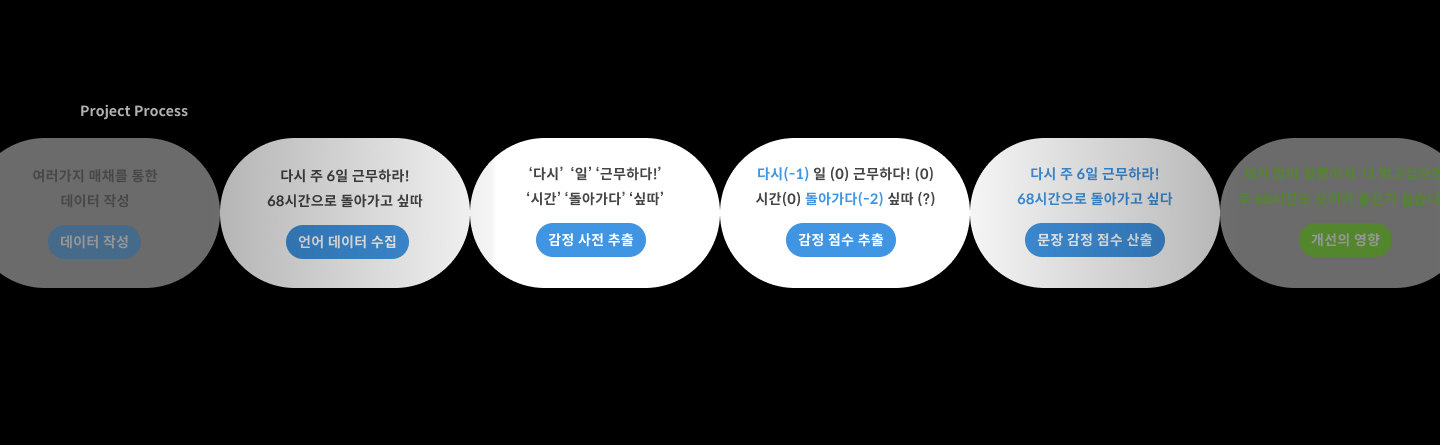 Project Process
여러가지 매채를 통한
데이터 작성
데이터 작성
다시 주 6일 근무하라!
68시간으로 돌아가고 싶따
언어 데이터 수집
‘다시’ ‘일’ ‘근무하다!’
‘시간’ ‘돌아가다’ ‘싶따’
감정 사전 추출
다시(-1) 일 (0) 근무하다! (0)
시간(0) 돌아가다(-2) 싶따 (?)
감정 점수 추출
다시 주 6일 근무하라!
68시간으로 돌아가고 싶다
문장 감정 점수 산출
개선의 영향